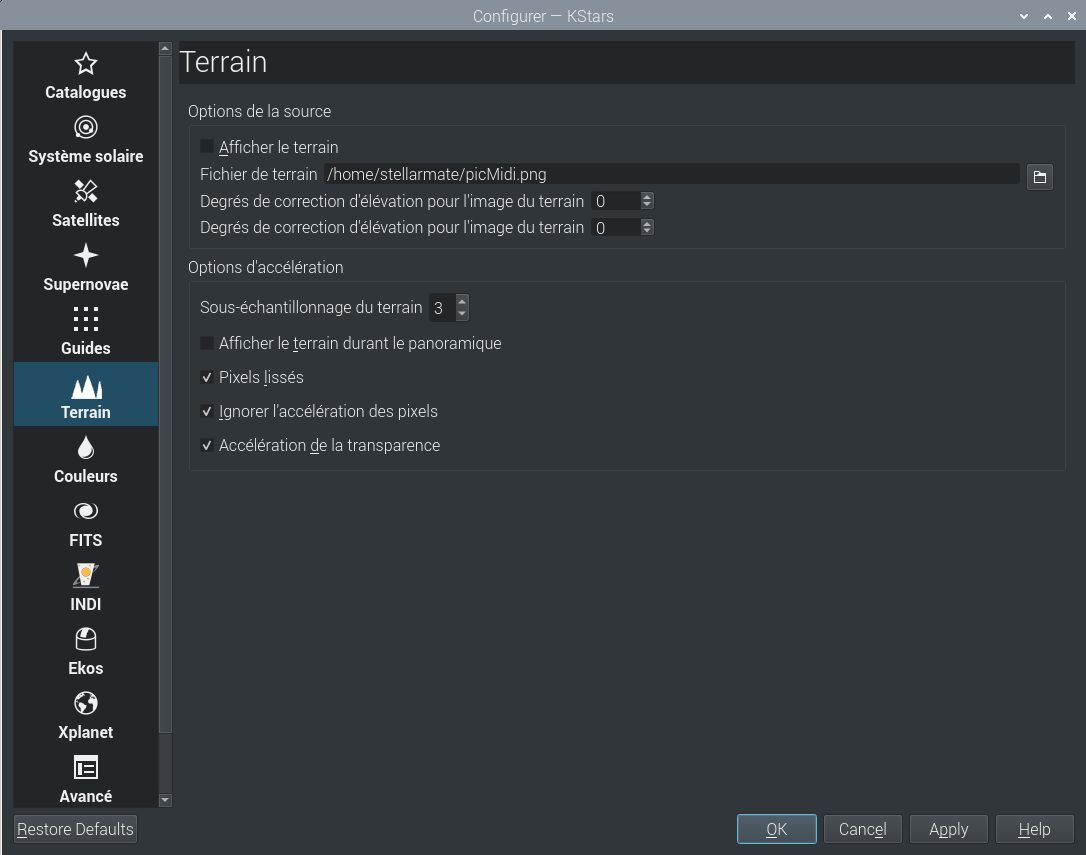 Configurer — KStars
Catalogues
Système solaire
Satellites
Supernovae
Guides
Terrain
Couleurs
FITS
INDI
Ekos
Xplanet
Avancé
Terrain
Options de la source
Afficher le terrain
Fichier de terrain /home/stellarmate/picMidi.png
Degrés de correction d'élévation pour l'image du terrain 0
Degrés de correction d'élévation pour l'image du terrain 0
Options d'accélération
Sous-échantillonnage du terrain 3
Afficher le terrain durant le panoramique
Pixels lissés
Ignorer l'accélération des pixels
Accélération de la transparence
Restore Defaults OK Cancel Apply Help